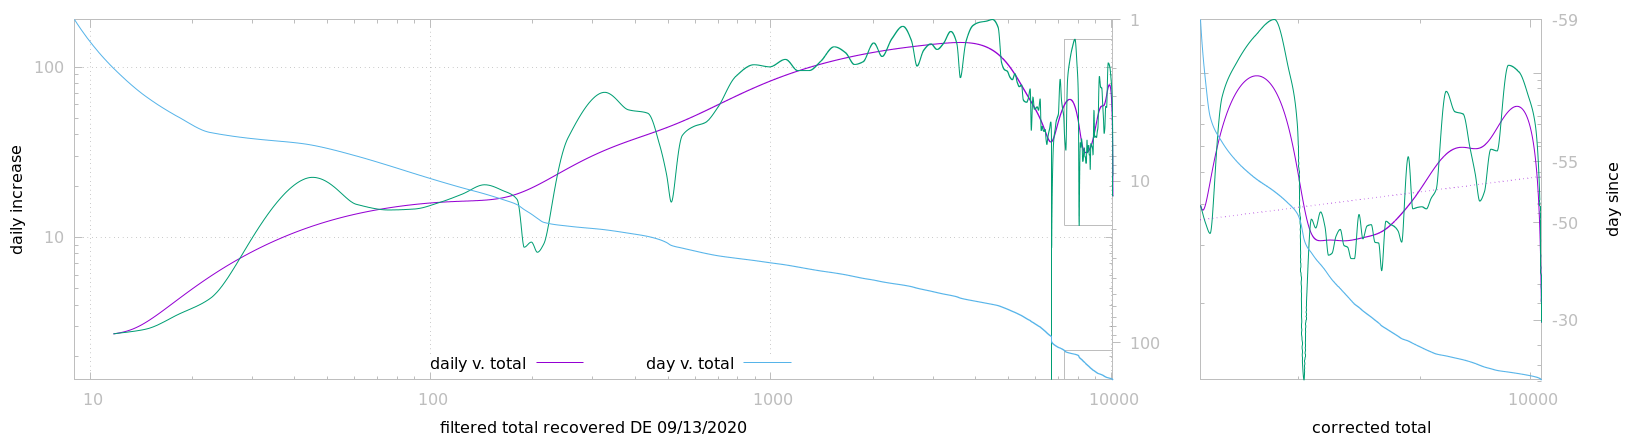 daily increase
100
10
1
10
100
daily v. total
day v. total
10
100
1000
10000
filtered total recovered DE 09/13/2020
-59
-55
-50
-30
day since
10000
corrected total